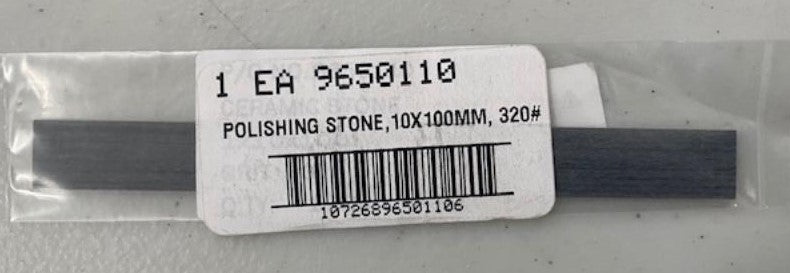 1 EA 9650110
CERAMIC STONE
POLISHING STONE,10X100MM, 320#
10726896501106